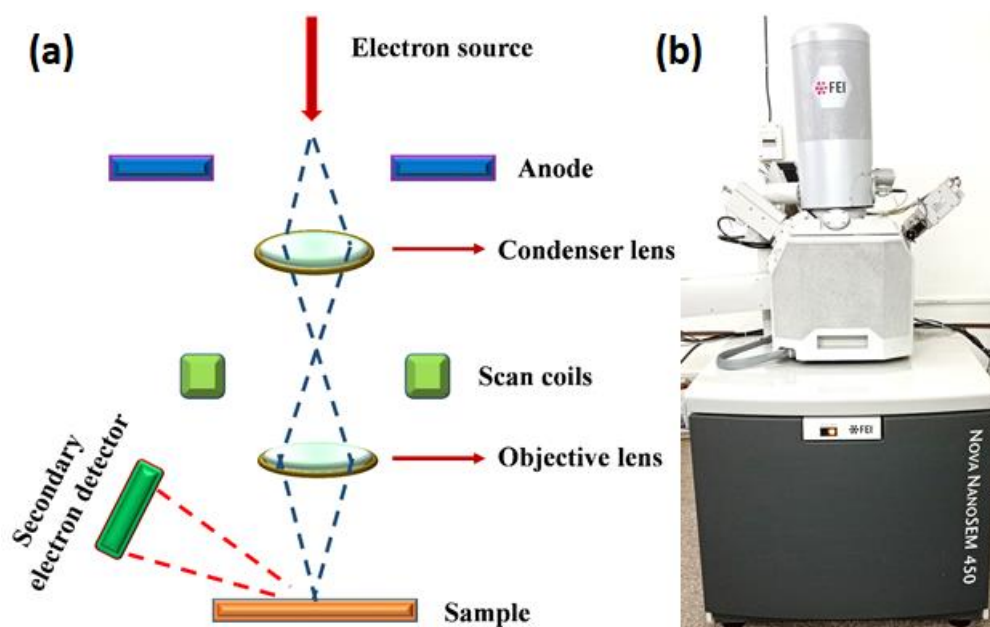 (a)
Electron source
Anode
Condenser lens
Scan coils
Objective lens
Secondary
electron detector
Sample
(b)
FEI
FEI
NOVA NANOSEM 450